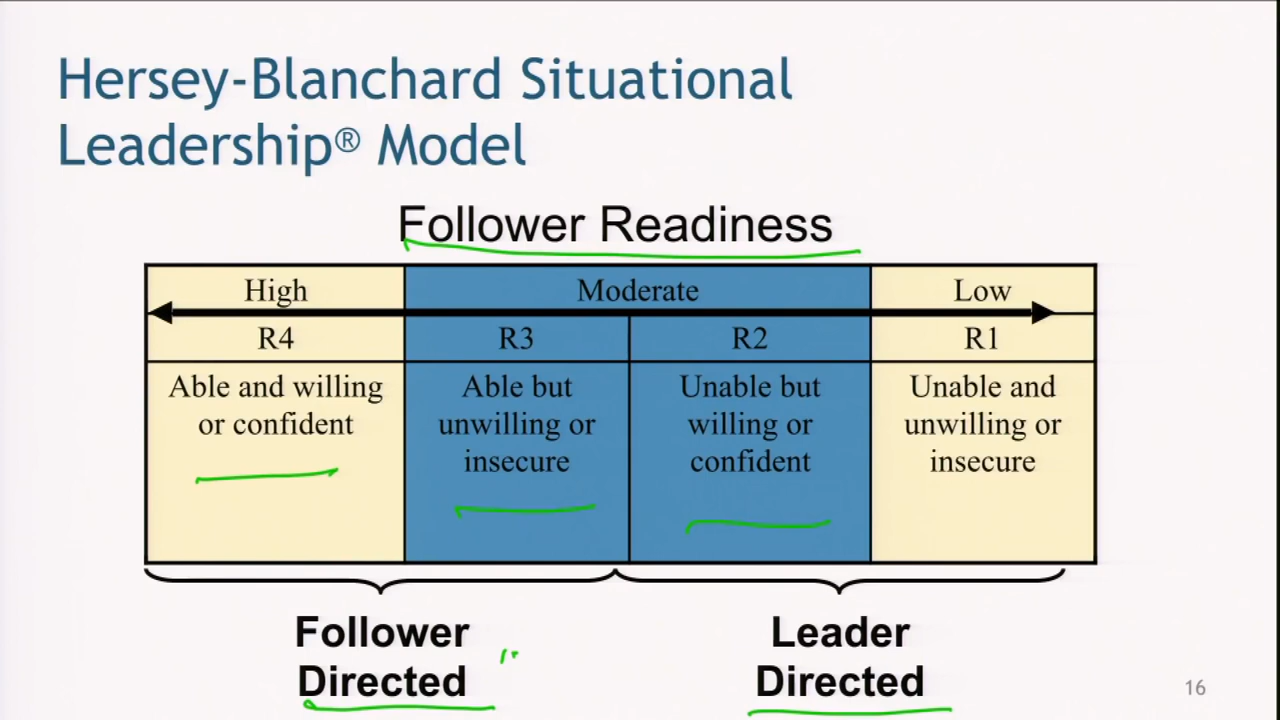 Hersey-Blanchard Situational
Leadership® Model
Follower Readiness
High Moderate Low
R4 R3 R2 R1
Able and willing
or confident
Able but
unwilling or
insecure
Unable but
willing or
confident
Unable and
unwilling or
insecure
Follower
Directed
Leader
Directed
16